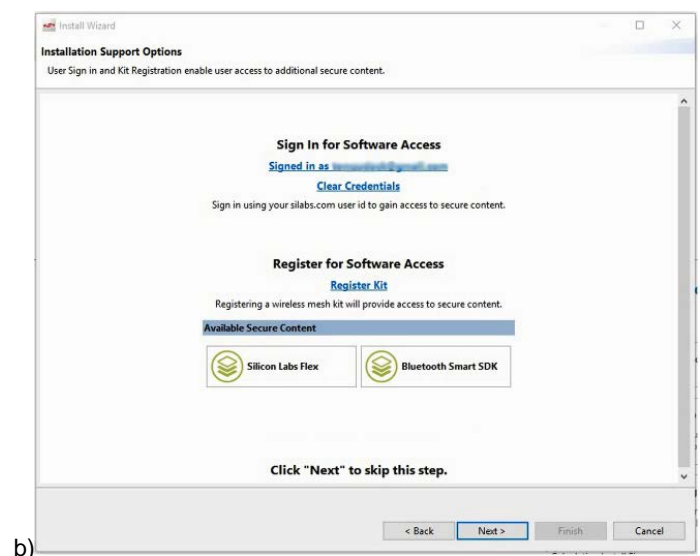 Install Wizard
Installation Support Options
User Sign in and Kit Registration enable user access to additional secure content.
Sign In for Software Access
Signed in as
Clear Credentials
Sign in using your silabs.com user id to gain access to secure content.
Register for Software Access
Register Kit
Registering a wireless mesh kit will provide access to secure content.
Available Secure Content
Silicon Labs Flex
Bluetooth Smart SDK
Click "Next" to skip this step.
< Back Next > Finish Cancel
b)